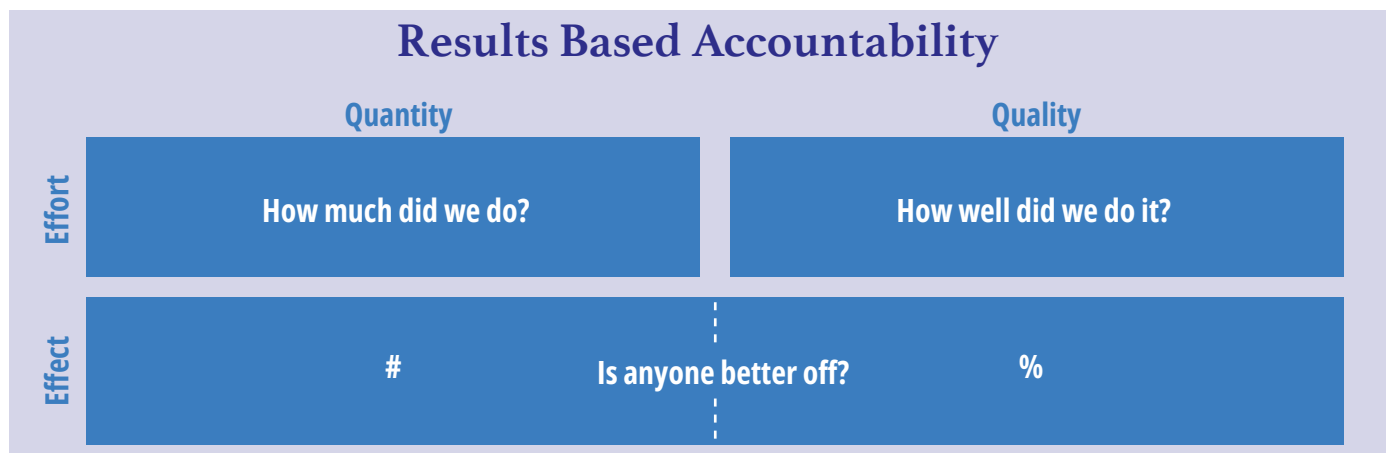 Results Based Accountability
Quantity
Quality
Effort
How much did we do?
How well did we do it?
Effect
#
Is anyone better off?
%